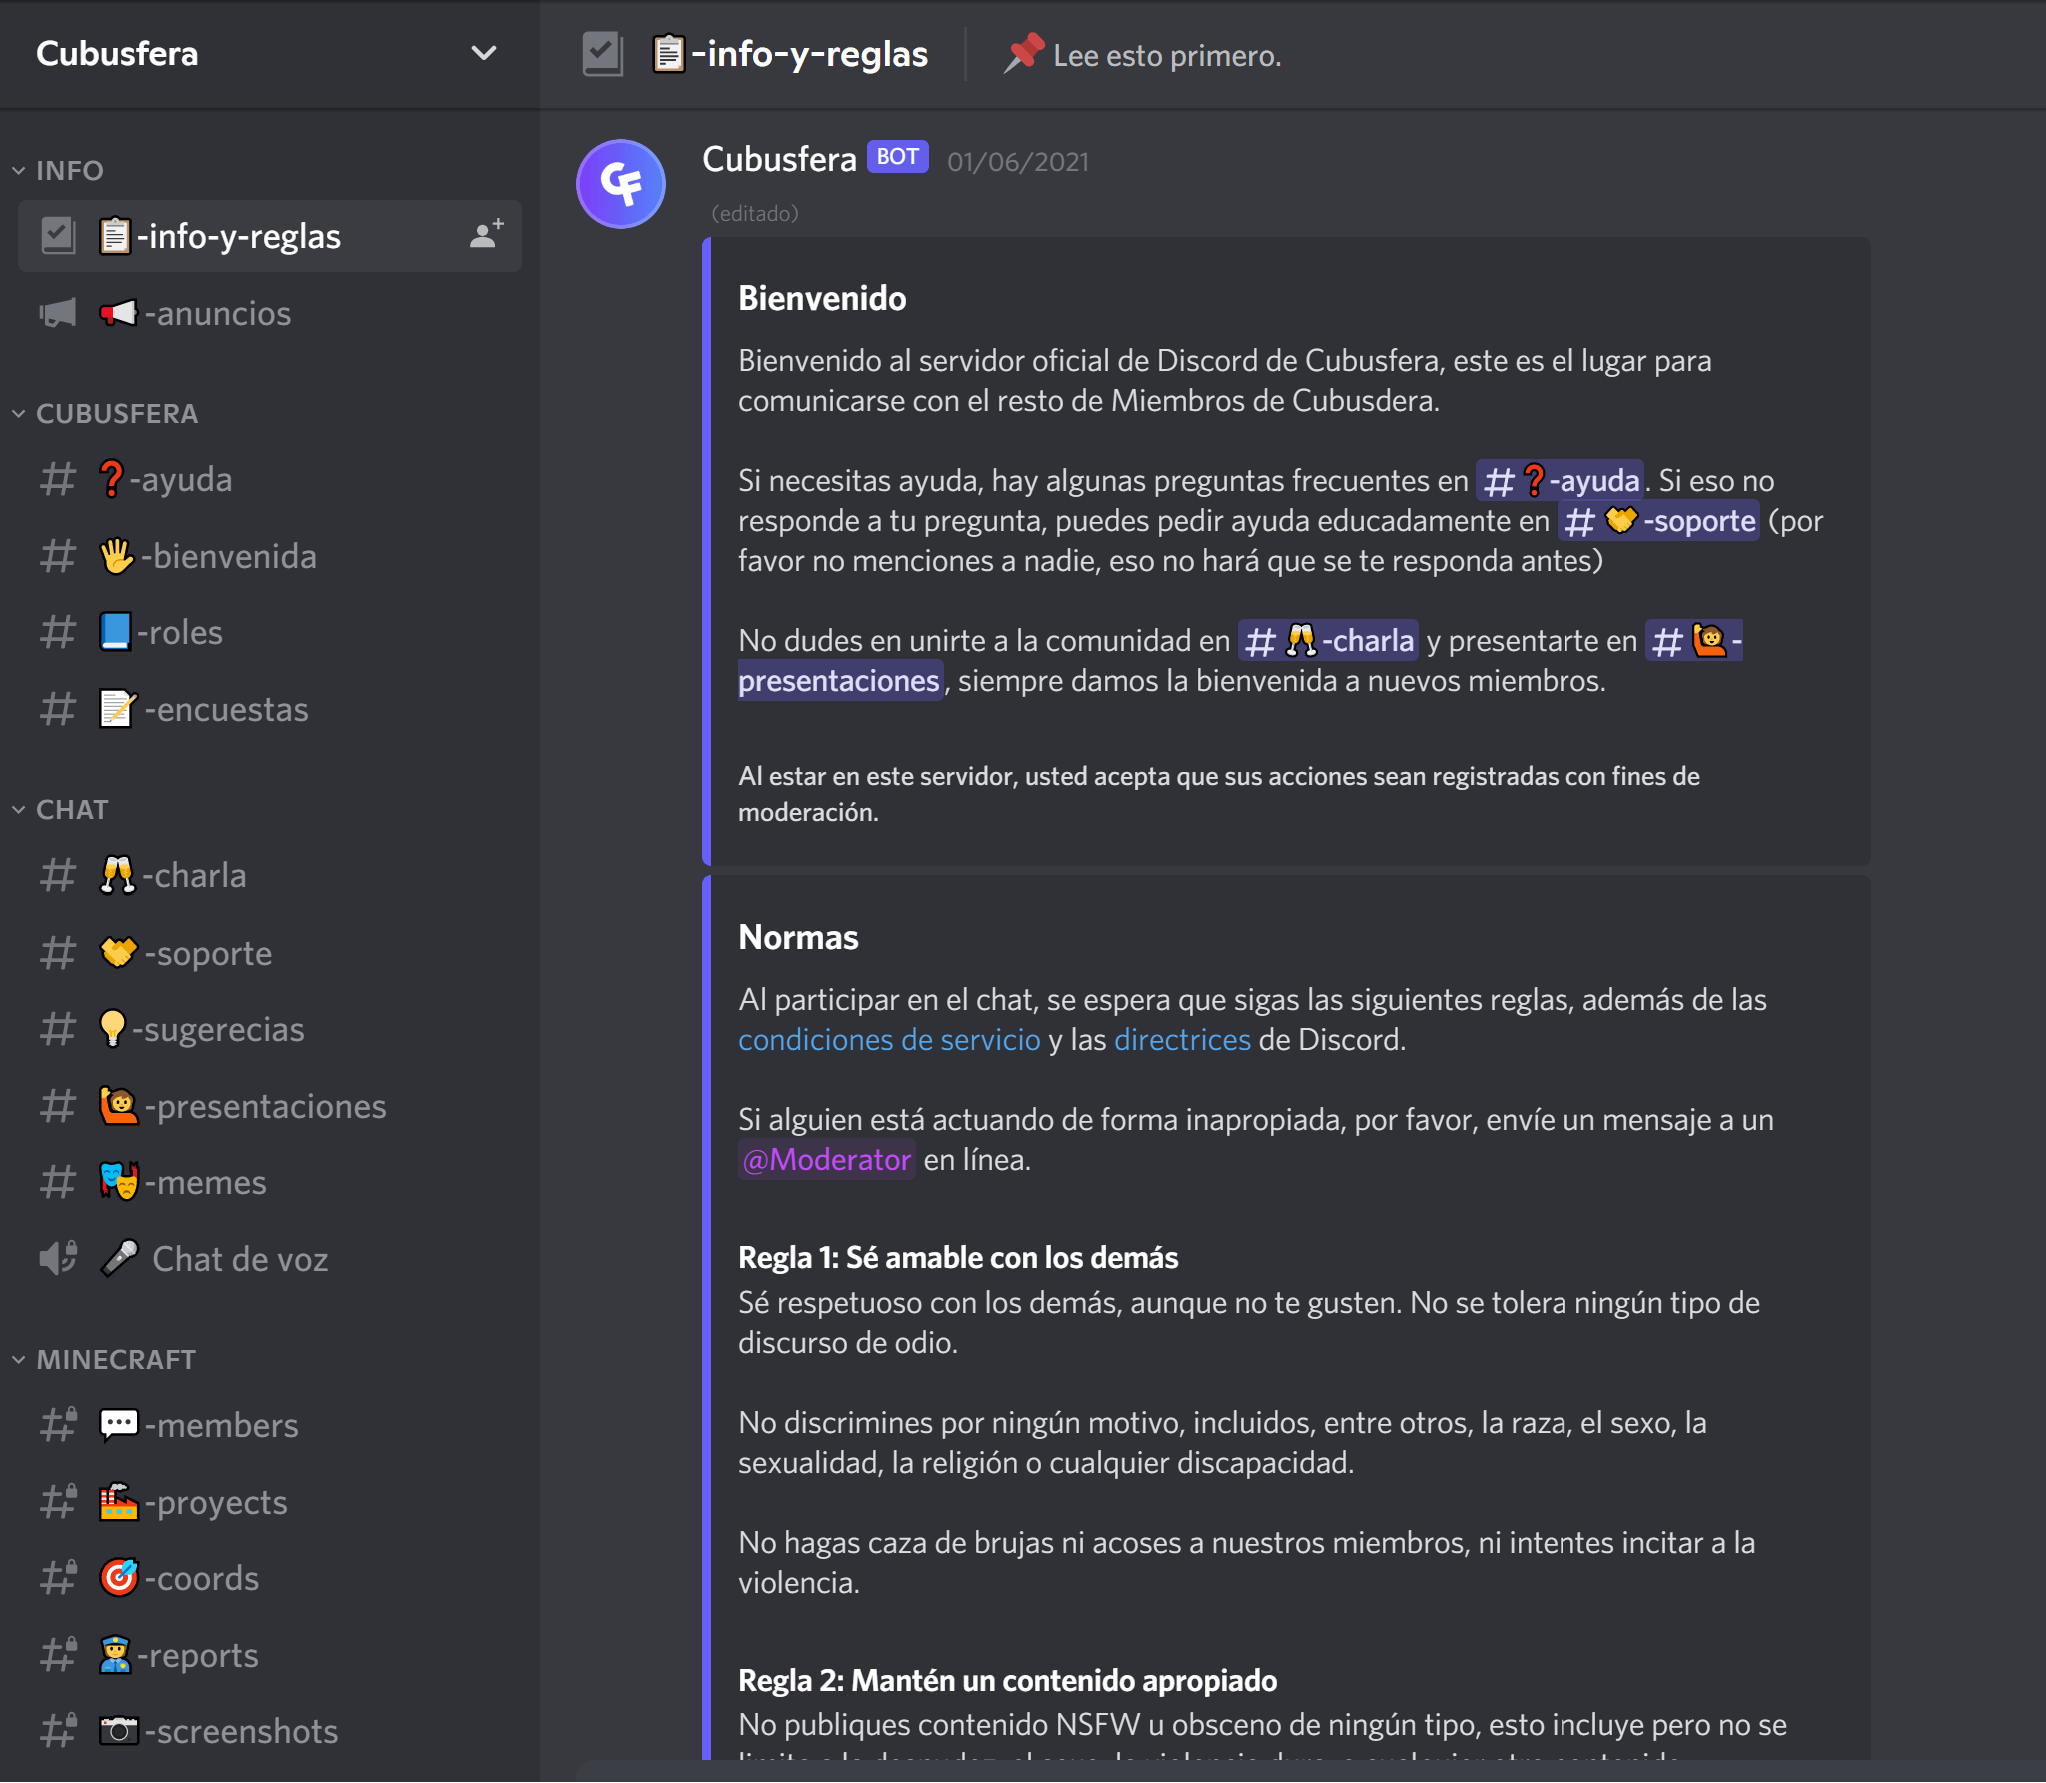 Cubusfera
INFO
📋-info-y-reglas
📢-anuncios
CUBUSFERA
❓-ayuda
🖐-bienvenida
📘-roles
📝-encuestas
CHAT
🥂-charla
🤝-soporte
💡-sugerecias
🙋-presentaciones
🎭-memes
🎤 Chat de voz
MINECRAFT
💬-members
🏭-proyects
🎯-coords
👮-reports
📷-screenshots
📋-info-y-reglas
📌 Lee esto primero.
Cubusfera BOT 01/06/2021
(editado)
Bienvenido
Bienvenido al servidor oficial de Discord de Cubusfera, este es el lugar para
comunicarse con el resto de Miembros de Cubusdera.
Si necesitas ayuda, hay algunas preguntas frecuentes en #❓-ayuda. Si eso no
responde a tu pregunta, puedes pedir ayuda educadamente en #🤝-soporte (por
favor no menciones a nadie, eso no hará que se te responda antes)
No dudes en unirte a la comunidad en #🥂-charla y presentarte en #🙋-
presentaciones, siempre damos la bienvenida a nuevos miembros.
Al estar en este servidor, usted acepta que sus acciones sean registradas con fines de
moderación.
Normas
Al participar en el chat, se espera que sigas las siguientes reglas, además de las
condiciones de servicio y las directrices de Discord.
Si alguien está actuando de forma inapropiada, por favor, envíe un mensaje a un
@Moderator en línea.
Regla 1: Sé amable con los demás
Sé respetuoso con los demás, aunque no te gusten. No se tolera ningún tipo de
discurso de odio.
No discrimines por ningún motivo, incluidos, entre otros, la raza, el sexo, la
sexualidad, la religión o cualquier discapacidad.
No hagas caza de brujas ni acoses a nuestros miembros, ni intentes incitar a la
violencia.
Regla 2: Mantén un contenido apropiado
No publiques contenido NSFW u obsceno de ningún tipo, esto incluye pero no se